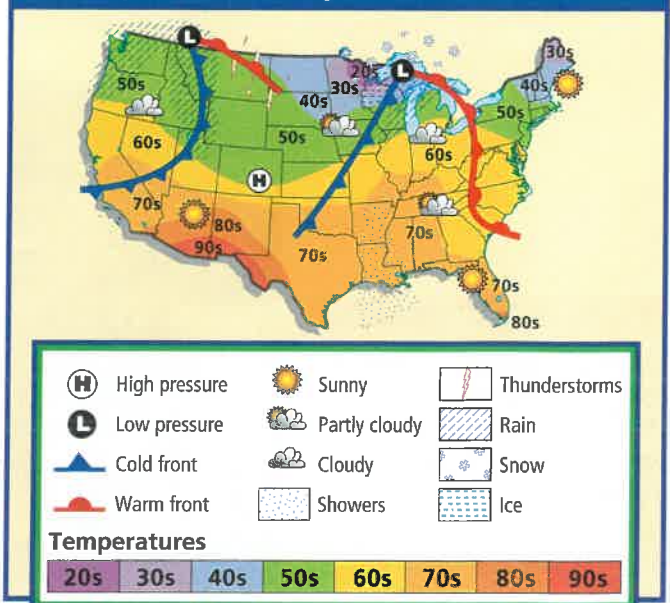 L
L
30s
20s
50s
30s
40s
40s
50s
50s
60s
60s
H
70s
80s
70s
90s
70s
70s
80s
H High pressure
Sunny
Thunderstorms
L Low pressure
Partly cloudy
Rain
Cold front
Cloudy
Snow
Warm front
Showers
Ice
Temperatures
20s 30s 40s 50s 60s 70s 80s 90s